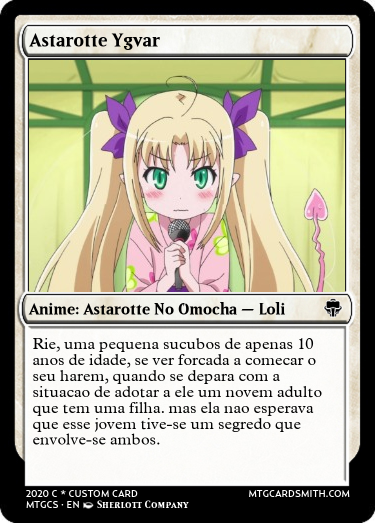 Astarotte Ygvar
Anime: Astarotte No Omocha — Loli
Rie, uma pequena sucubos de apenas 10
anos de idade, se ver forcada a comecar o
seu harem, quando se depara com a
situacao de adotar a ele um novem adulto
que tem uma filha. mas ela nao esperava
que esse jovem tive-se um segredo que
envolve-se ambos.
2020 C * CUSTOM CARD
MTGCARDSMITH.COM
MTGCS · EN SHERLOTT COMPANY